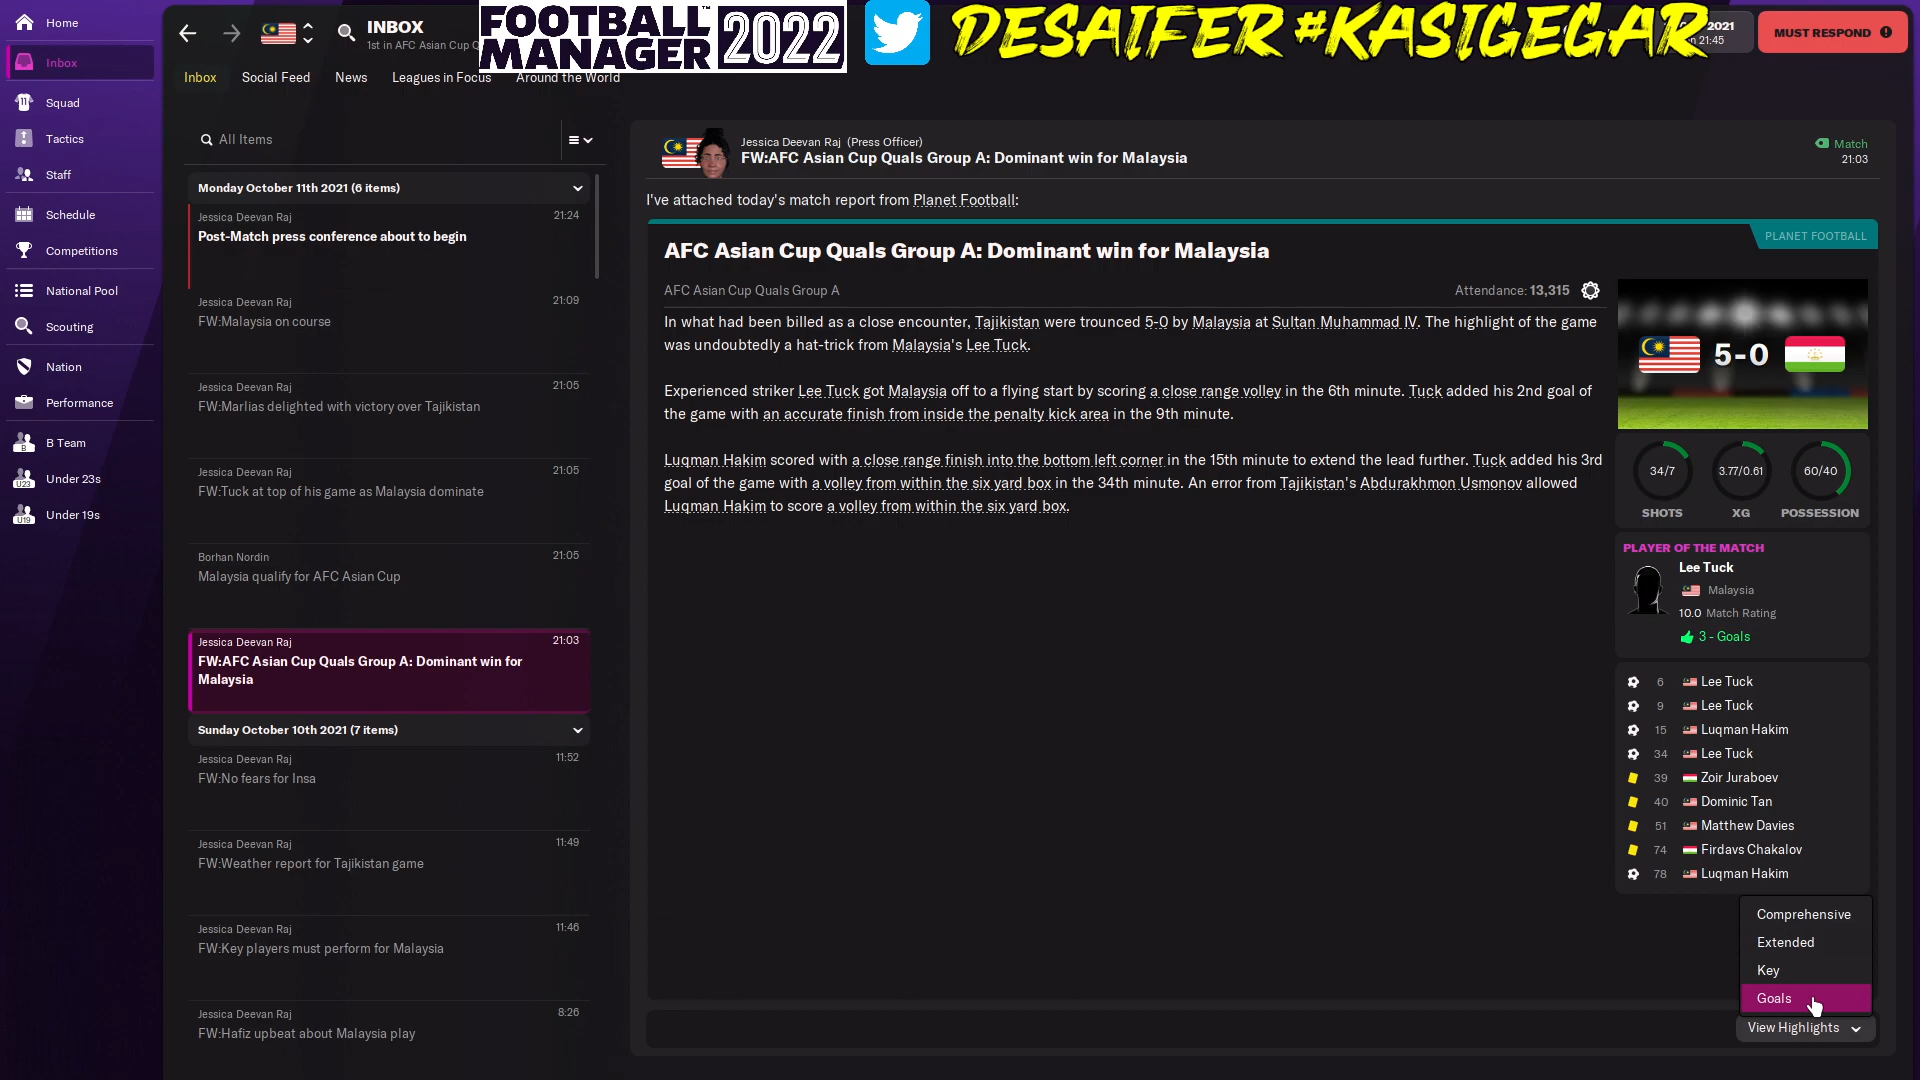 Home
Inbox
Squad
Tactics
Staff
Schedule
Competitions
National Pool
Scouting
Nation
Performance
B Team
Under 23s
Under 19s
INBOX
1st in AFC Asian Cup Q
FOOTBALL MANAGER 2022
DESAIFER #KASIGEGAR
2021
21:45
MUST RESPOND
Inbox Social Feed News Leagues in Focus Around the World
All Items
Monday October 11th 2021 (6 items)
Jessica Deevan Raj 21:24
Post-Match press conference about to begin
Jessica Deevan Raj 21:09
FW:Malaysia on course
Jessica Deevan Raj 21:05
FW:Marlias delighted with victory over Tajikistan
Jessica Deevan Raj 21:05
FW:Tuck at top of his game as Malaysia dominate
Borhan Nordin 21:05
Malaysia qualify for AFC Asian Cup
Jessica Deevan Raj 21:03
FW:AFC Asian Cup Quals Group A: Dominant win for
Malaysia
Sunday October 10th 2021 (7 items)
Jessica Deevan Raj 11:52
FW:No fears for Insa
Jessica Deevan Raj 11:49
FW:Weather report for Tajikistan game
Jessica Deevan Raj 11:46
FW:Key players must perform for Malaysia
Jessica Deevan Raj 8:26
FW:Hafiz upbeat about Malaysia play
Jessica Deevan Raj (Press Officer)
FW:AFC Asian Cup Quals Group A: Dominant win for Malaysia
Match
21:03
I've attached today's match report from Planet Football:
PLANET FOOTBALL
AFC Asian Cup Quals Group A: Dominant win for Malaysia
AFC Asian Cup Quals Group A Attendance: 13,315
In what had been billed as a close encounter, Tajikistan were trounced 5-0 by Malaysia at Sultan Muhammad IV. The highlight of the game
was undoubtedly a hat-trick from Malaysia's Lee Tuck.
Experienced striker Lee Tuck got Malaysia off to a flying start by scoring a close range volley in the 6th minute. Tuck added his 2nd goal of
the game with an accurate finish from inside the penalty kick area in the 9th minute.
Luqman Hakim scored with a close range finish into the bottom left corner in the 15th minute to extend the lead further. Tuck added his 3rd
goal of the game with a volley from within the six yard box in the 34th minute. An error from Tajikistan's Abdurakhmon Usmonov allowed
Luqman Hakim to score a volley from within the six yard box.
5-0
34/7 3.77/0.61 60/40
SHOTS XG POSSESSION
PLAYER OF THE MATCH
Lee Tuck
Malaysia
10.0 Match Rating
3 - Goals
6 Lee Tuck
9 Lee Tuck
15 Luqman Hakim
34 Lee Tuck
39 Zoir Juraboev
40 Dominic Tan
51 Matthew Davies
74 Firdavs Chakalov
78 Luqman Hakim
Comprehensive
Extended
Key
Goals
View Highlights